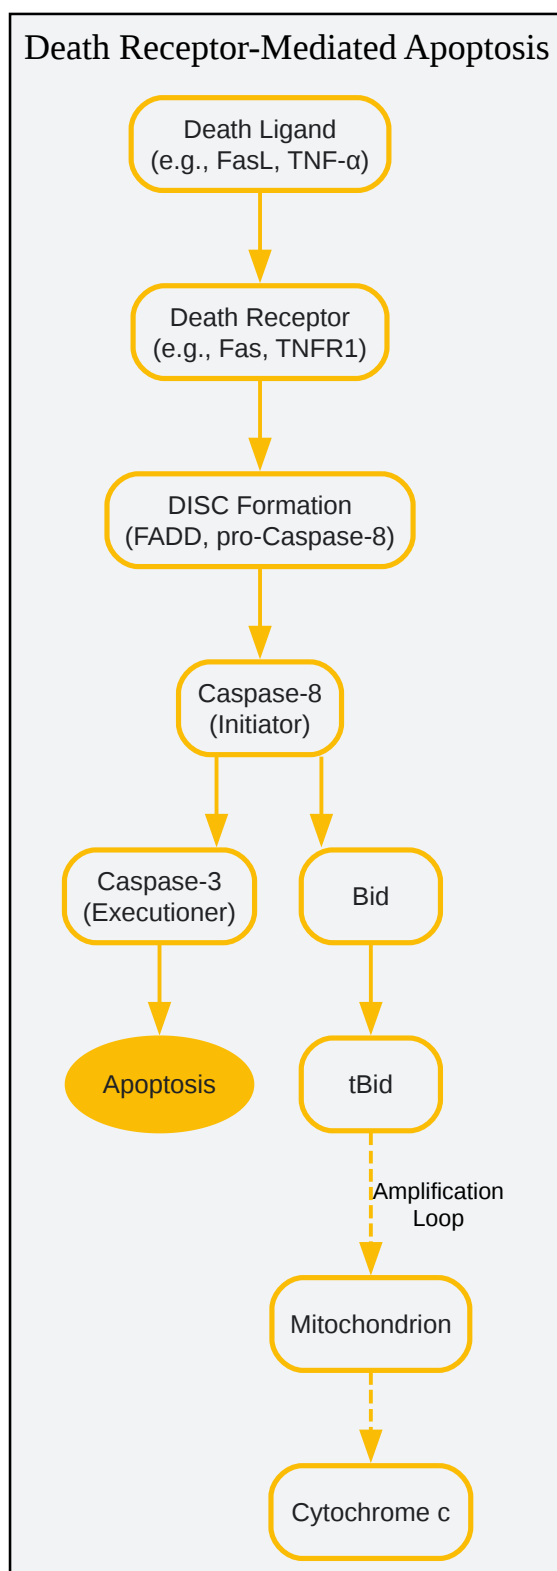 Death Receptor-Mediated Apoptosis
Death Ligand
(e.g., FasL, TNF-α)
Death Receptor
(e.g., Fas, TNFR1)
DISC Formation
(FADD, pro-Caspase-8)
Caspase-8
(Initiator)
Caspase-3
(Executioner)
Bid
Apoptosis
tBid
Amplification
Loop
Mitochondrion
Cytochrome c